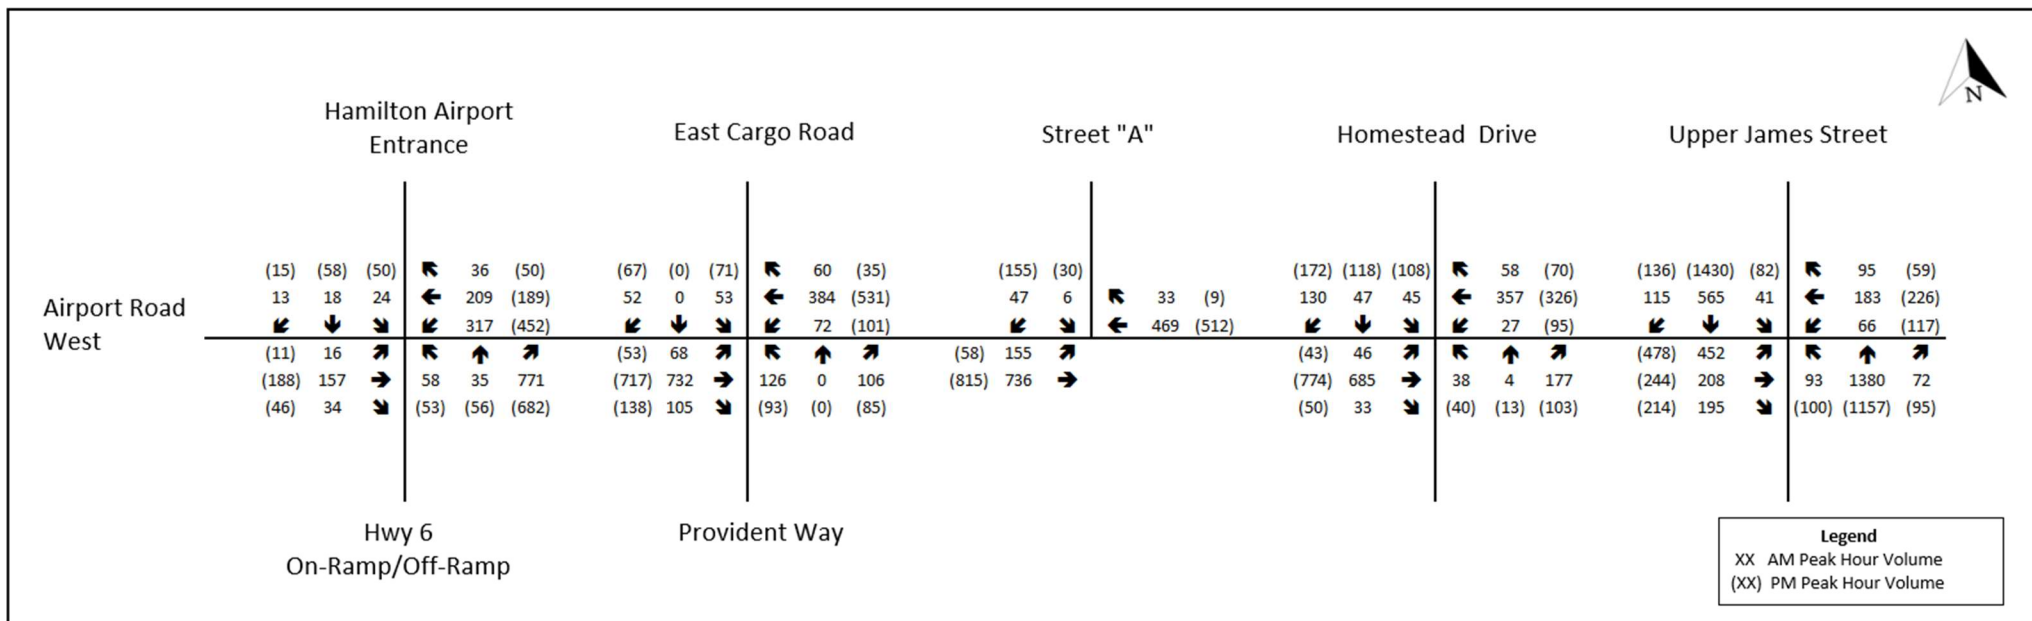 N
Hamilton Airport
Entrance
East Cargo Road
Street "A"
Homestead Drive
Upper James Street
(15) (58) (50) 36 (50) (67) (0) (71) 60 (35) (155) (30) (172) (118) (108) 58 (70) (136) (1430) (82) 95 (59)
13 18 24 209 (189) 52 0 53 384 (531) 47 6 33 (9) 130 47 45 357 (326) 115 565 41 183 (226)
317 (452) 72 (101) 469 (512) 27 (95) 66 (117)
Airport Road
West
(11) 16 (53) 68 (58) 155 (43) 46 (478) 452
(188) 157 58 35 771 (717) 732 126 0 106 (815) 736 (774) 685 38 4 177 (244) 208 93 1380 72
(46) 34 (53) (56) (682) (138) 105 (93) (0) (85) (50) 33 (40) (13) (103) (214) 195 (100) (1157) (95)
Hwy 6
On-Ramp/Off-Ramp
Provident Way
Legend
XX AM Peak Hour Volume
(XX) PM Peak Hour Volume